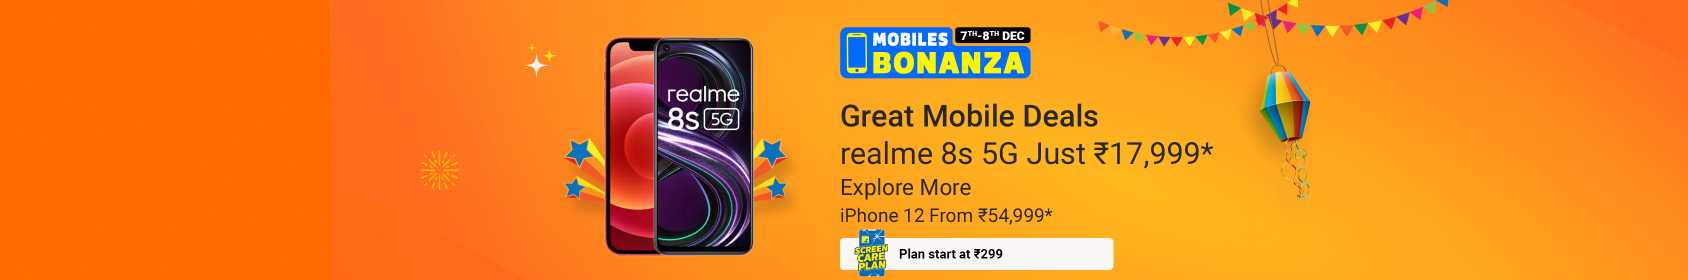 realme
8s 5G
MOBILES 7TH-8TH DEC
BONANZA
Great Mobile Deals
realme 8s 5G Just ₹17,999*
Explore More
iPhone 12 From ₹54,999*
SCREEN
CARE
PLAN
Plan start at ₹299